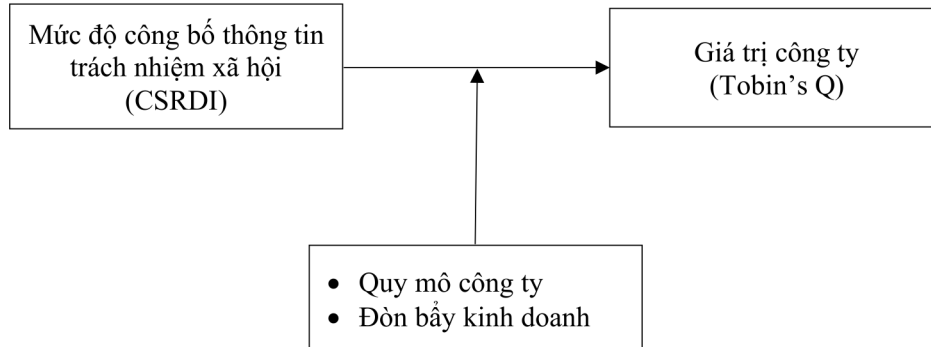 Mức độ công bố thông tin
trách nhiệm xã hội
(CSRDI)
Giá trị công ty
(Tobin’s Q)
• Quy mô công ty
• Đòn bẩy kinh doanh